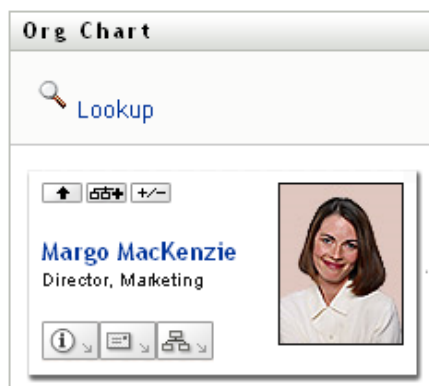 Org Chart
Lookup
+/−
Margo MacKenzie
Director, Marketing